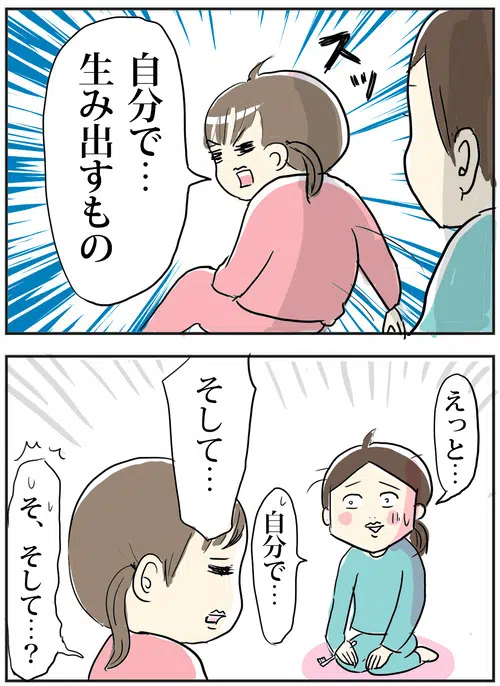 スッ
自分で…
生み出すもの
えっと…
自分で…
そして…
そ、そして…？